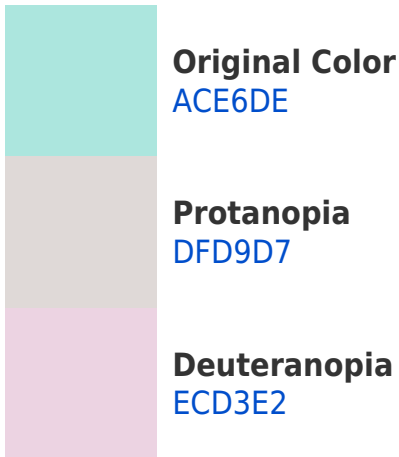 Original Color
ACE6DE
Protanopia
DFD9D7
Deuteranopia
ECD3E2